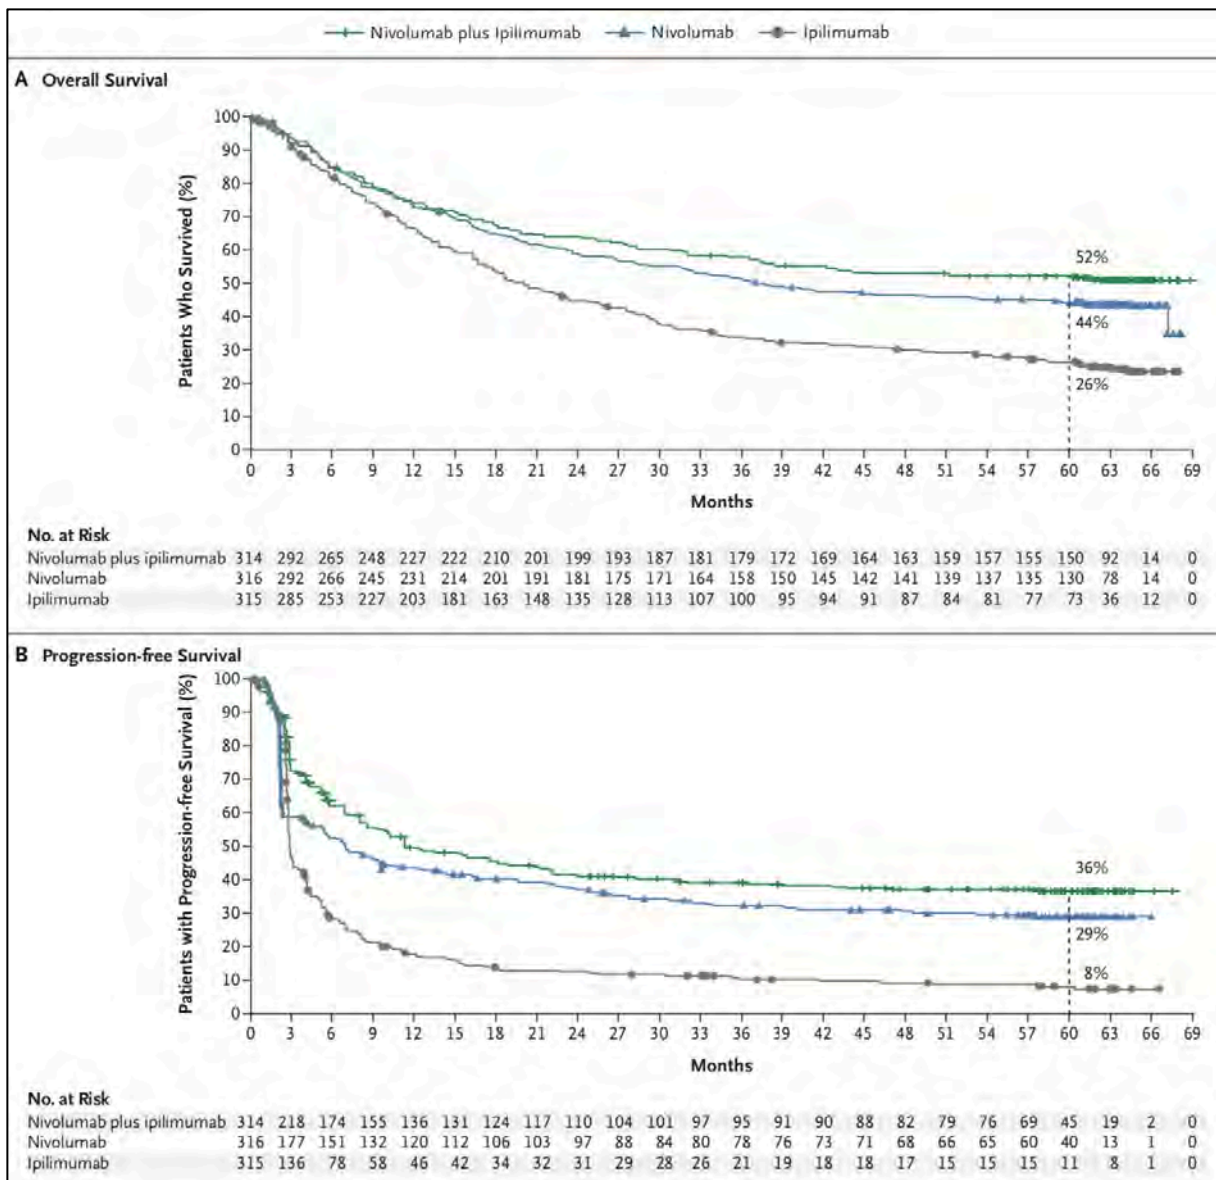 Nivolumab plus Ipilimumab Nivolumab Ipilimumab
A Overall Survival
Patients Who Survived (%)
100
90
80
70
60
50
40
30
20
10
0
52%
44%
26%
0 3 6 9 12 15 18 21 24 27 30 33 36 39 42 45 48 51 54 57 60 63 66 69
Months
No. at Risk
Nivolumab plus ipilimumab 314 292 265 248 227 222 210 201 199 193 187 181 179 172 169 164 163 159 157 155 150 92 14 0
Nivolumab 316 292 266 245 231 214 201 191 181 175 171 164 158 150 145 142 141 139 137 135 130 78 14 0
Ipilimumab 315 285 253 227 203 181 163 148 135 128 113 107 100 95 94 91 87 84 81 77 73 36 12 0
B Progression-free Survival
Patients with Progression-free Survival (%)
100
90
80
70
60
50
40
30
20
10
0
36%
29%
8%
0 3 6 9 12 15 18 21 24 27 30 33 36 39 42 45 48 51 54 57 60 63 66 69
Months
No. at Risk
Nivolumab plus ipilimumab 314 218 174 155 136 131 124 117 110 104 101 97 95 91 90 88 82 79 76 69 45 19 2 0
Nivolumab 316 177 151 132 120 112 106 103 97 88 84 80 78 76 73 71 68 66 65 60 40 13 1 0
Ipilimumab 315 136 78 58 46 42 34 32 31 29 28 26 21 19 18 18 17 15 15 15 11 8 1 0